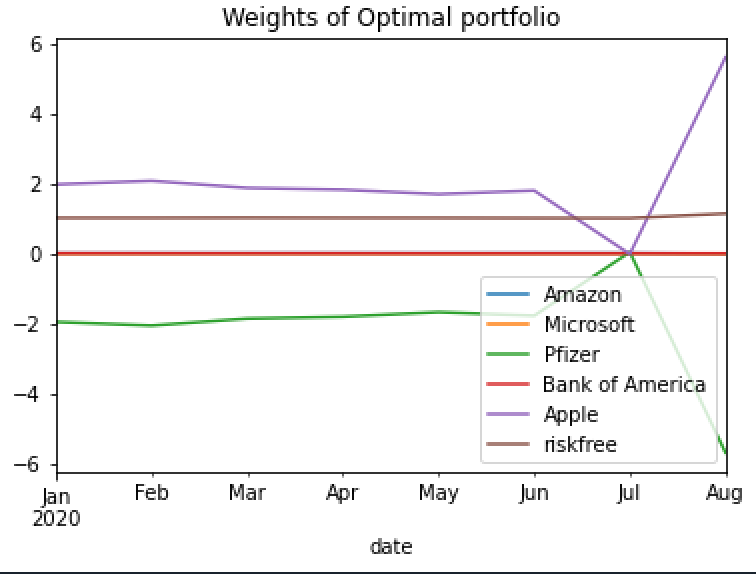 Weights of Optimal portfolio
6
4
2
0
−2
−4
−6
Amazon
Microsoft
Pfizer
Bank of America
Apple
riskfree
Jan Feb Mar Apr May Jun Jul Aug
2020
date